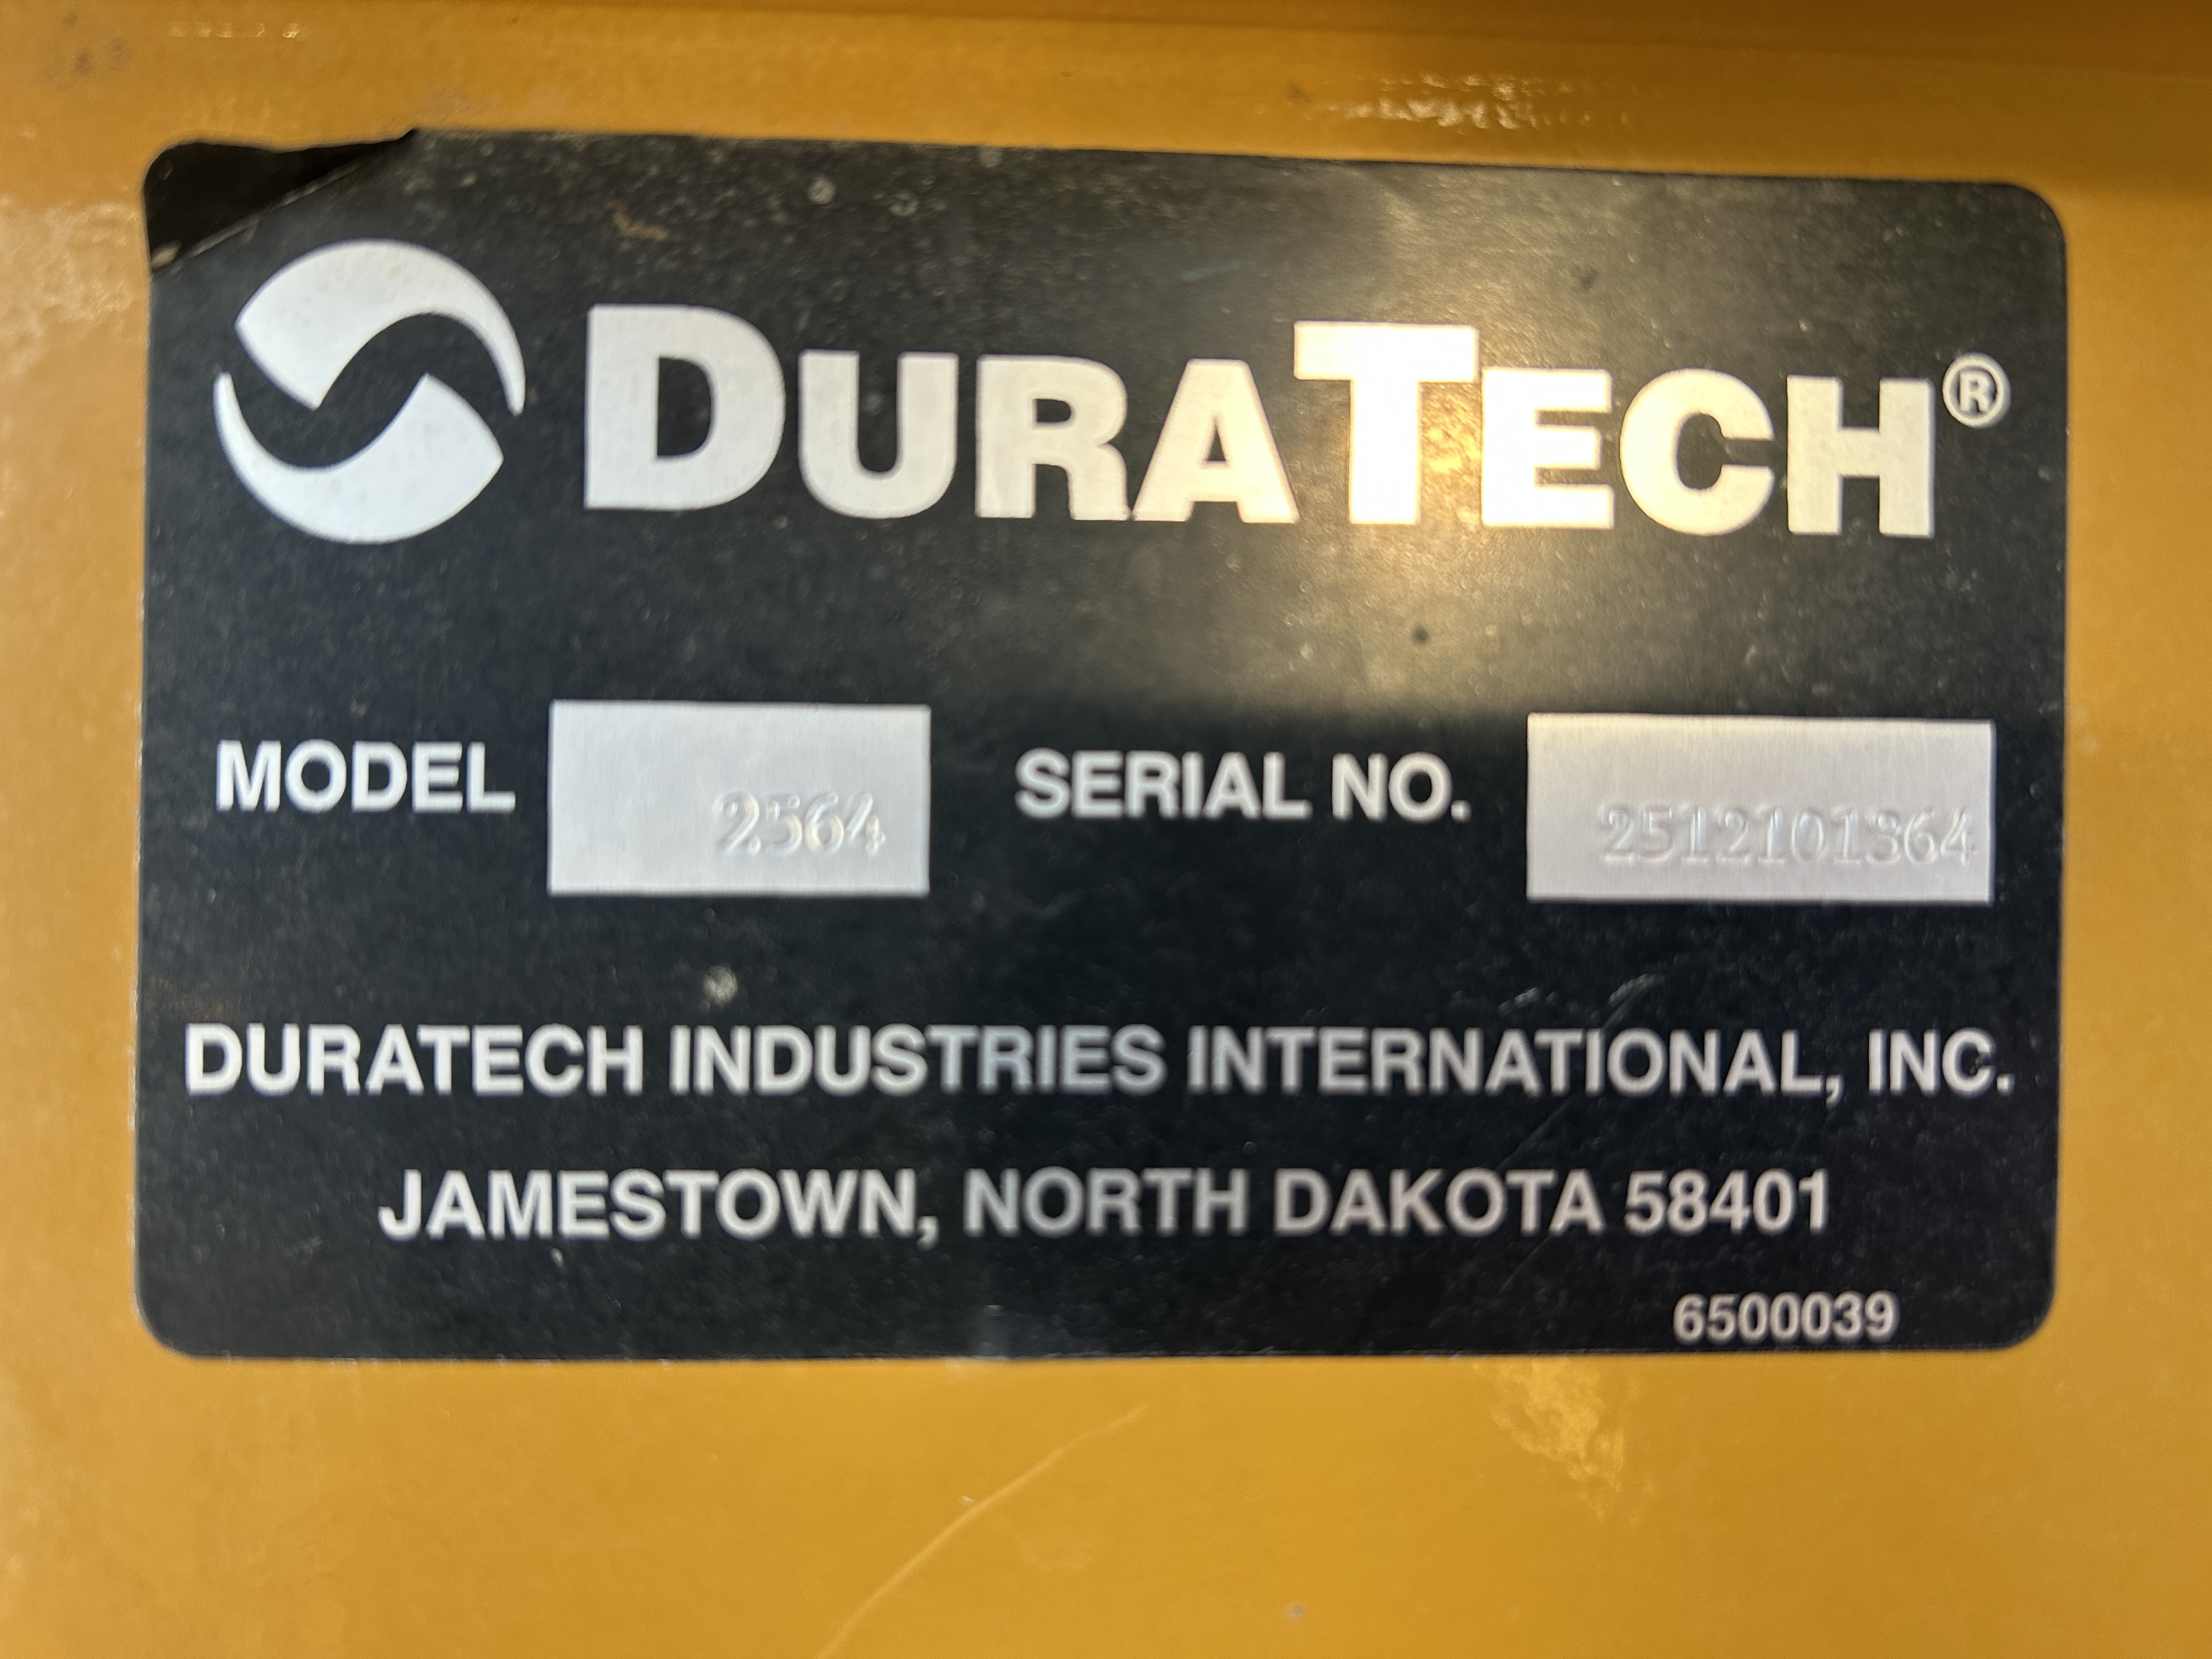 DURATECH®
MODEL 2564 SERIAL NO. 2512101364
DURATECH INDUSTRIES INTERNATIONAL, INC.
JAMESTOWN, NORTH DAKOTA 58401
6500039